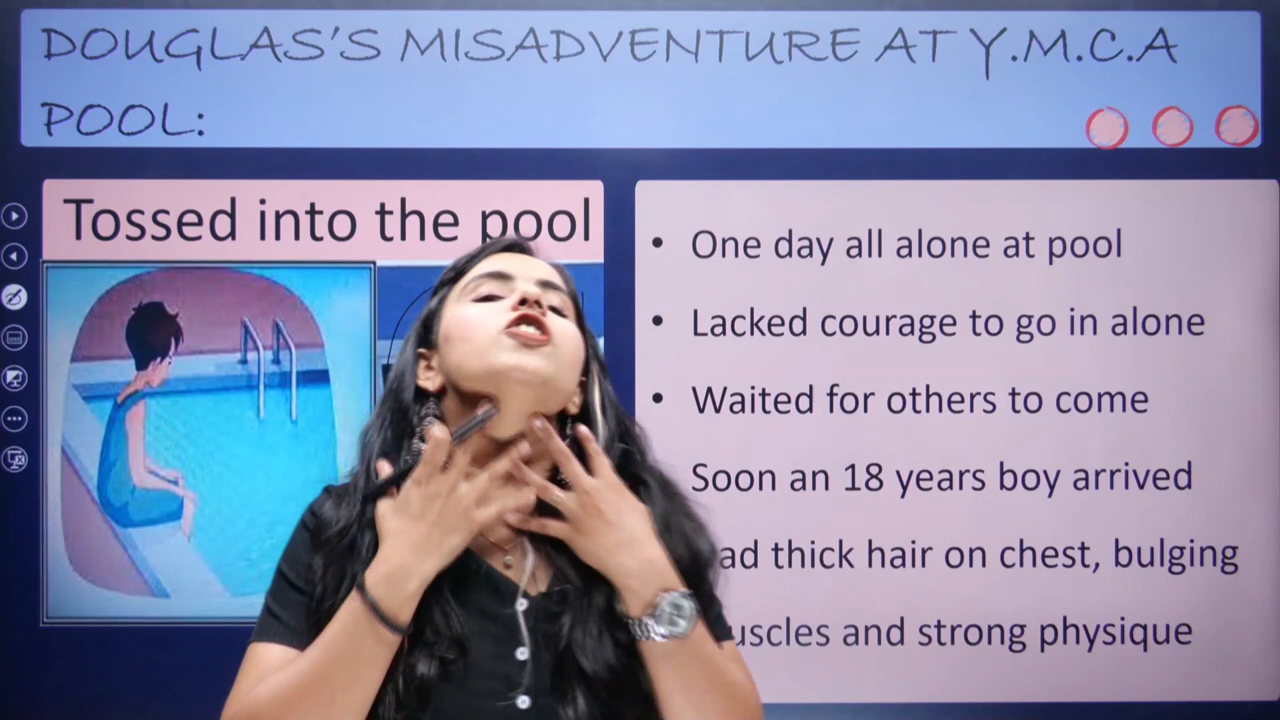 DOUGLAS'S MISADVENTURE AT Y.M.C.A
POOL:
Tossed into the pool
• One day all alone at pool
• Lacked courage to go in alone
• Waited for others to come
Soon an 18 years boy arrived
thick hair on chest, bulging
and strong physique